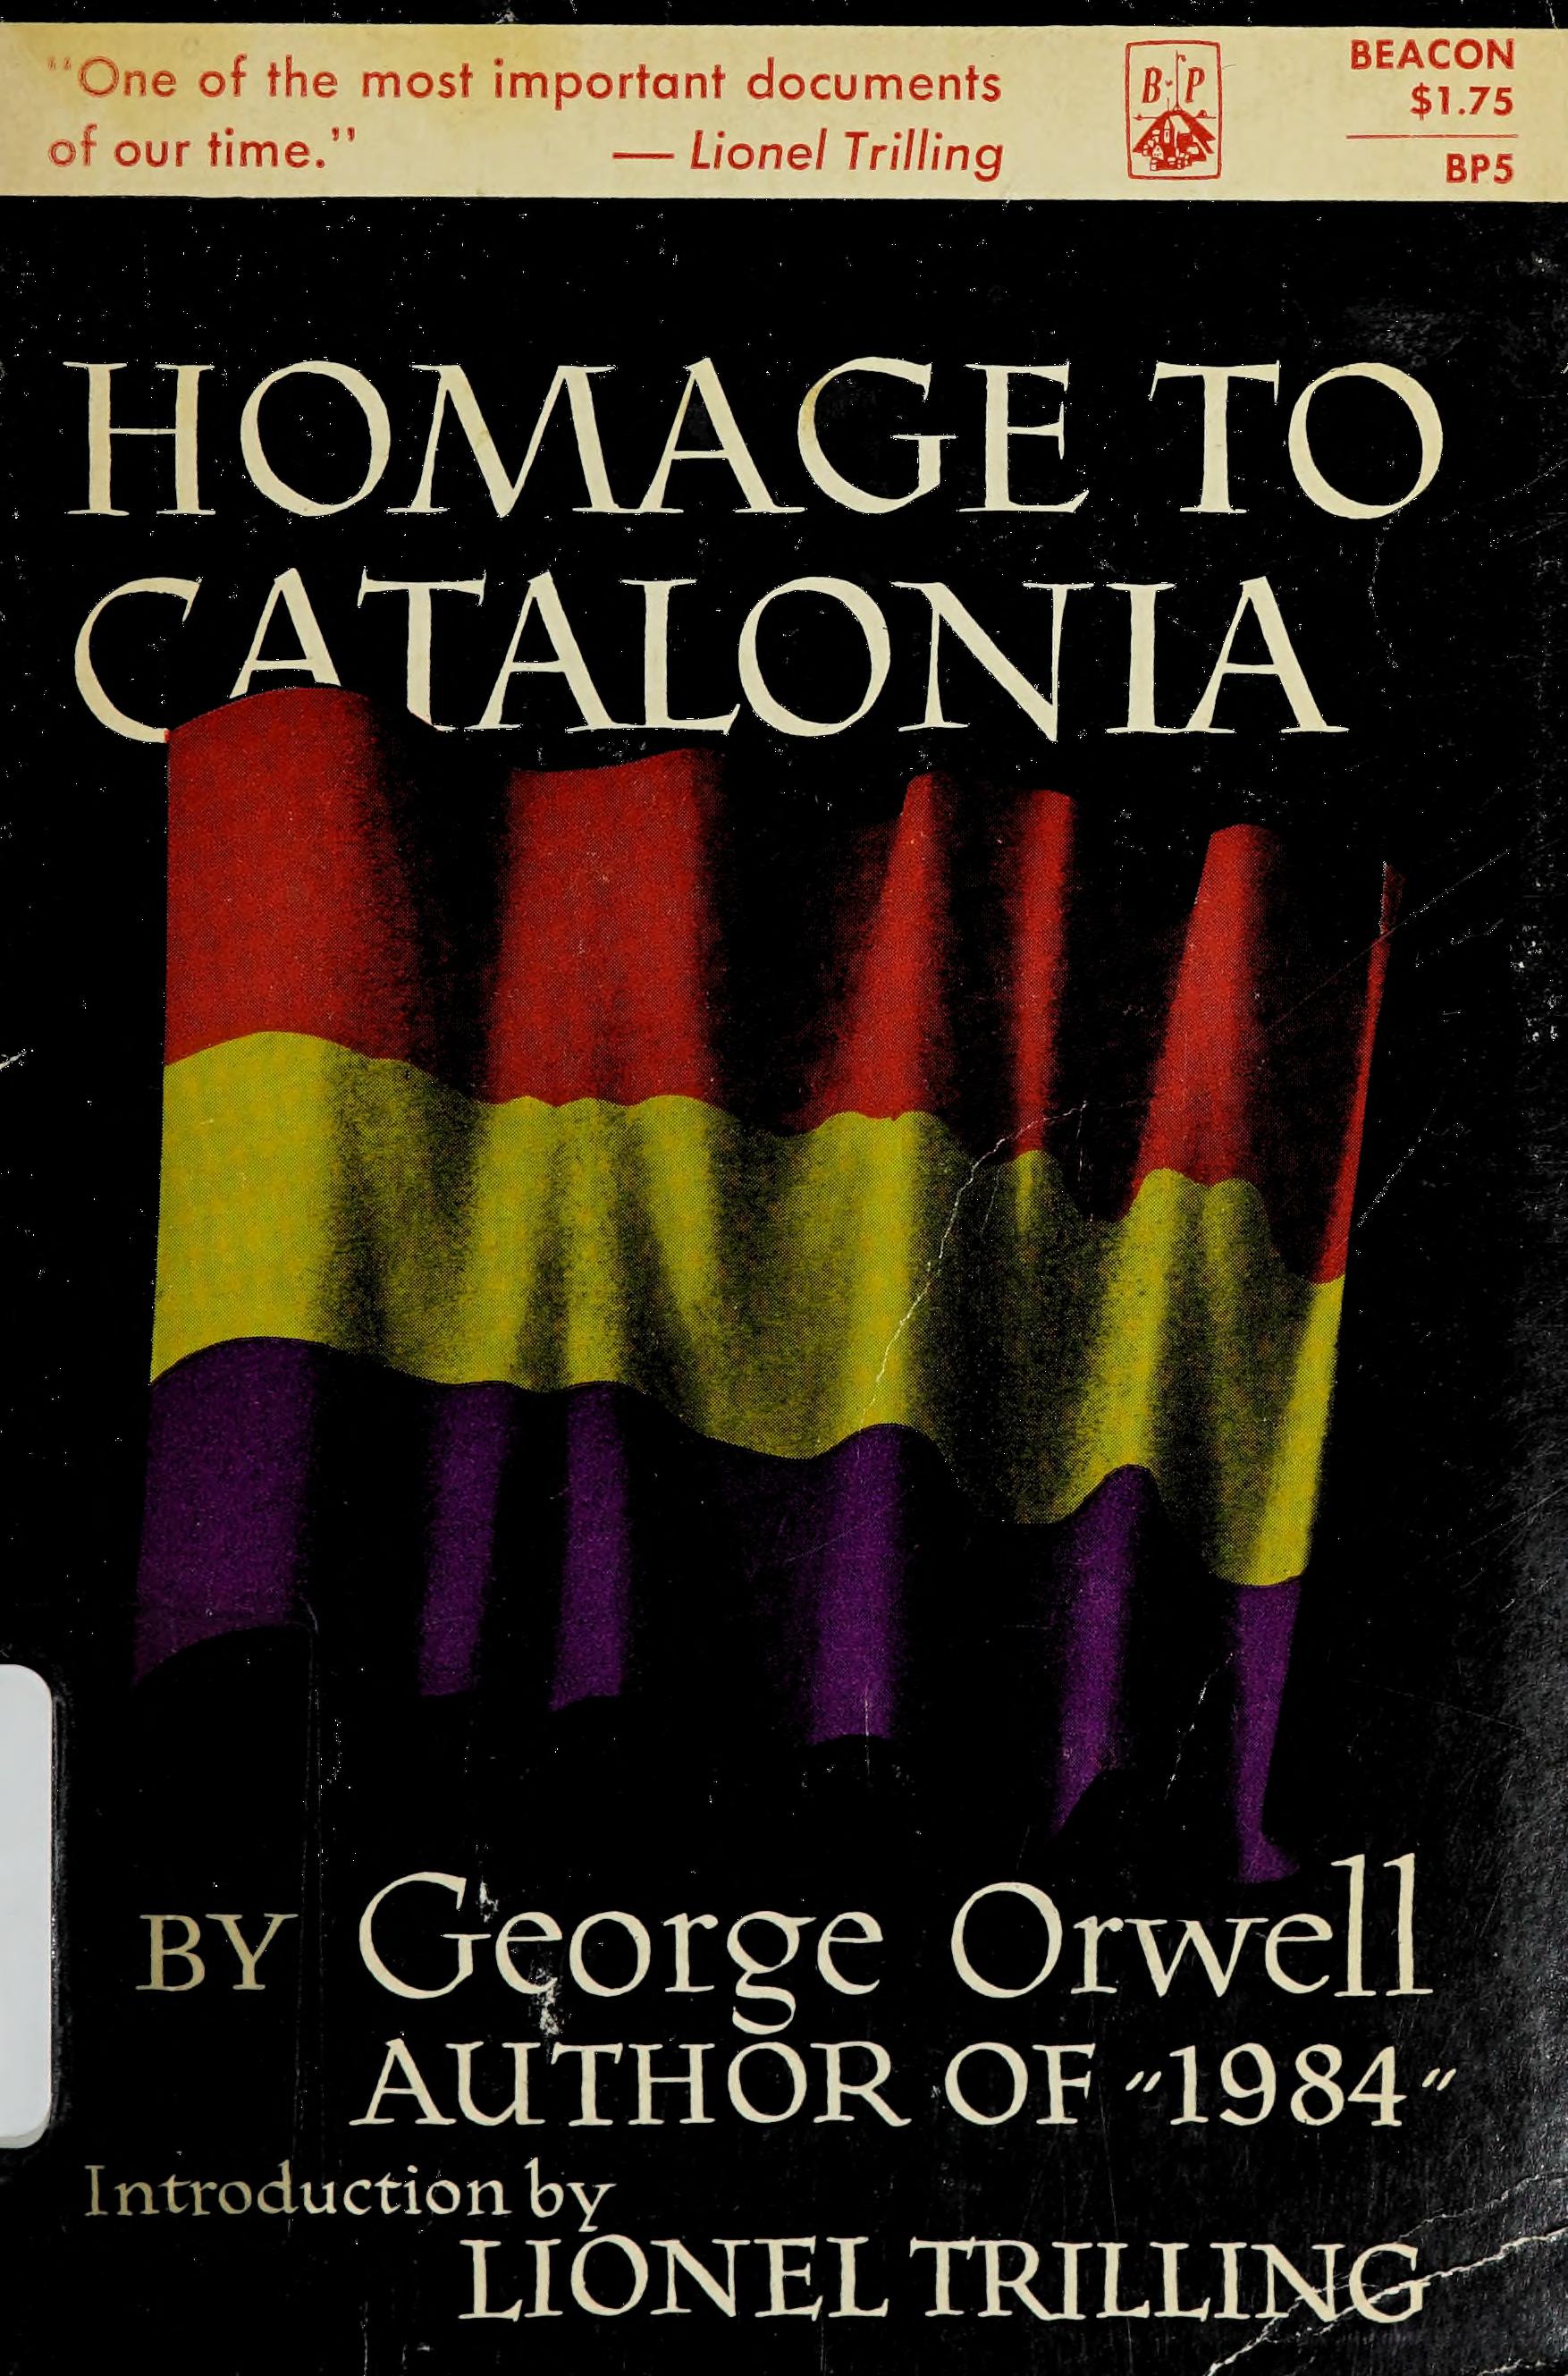 "One of the most important documents
of our time." — Lionel Trilling
B P
BEACON
$1.75
BP5
HOMAGE TO
CATALONIA
BY George Orwell
AUTHOR OF "1984"
Introduction by
LIONEL TRILLING